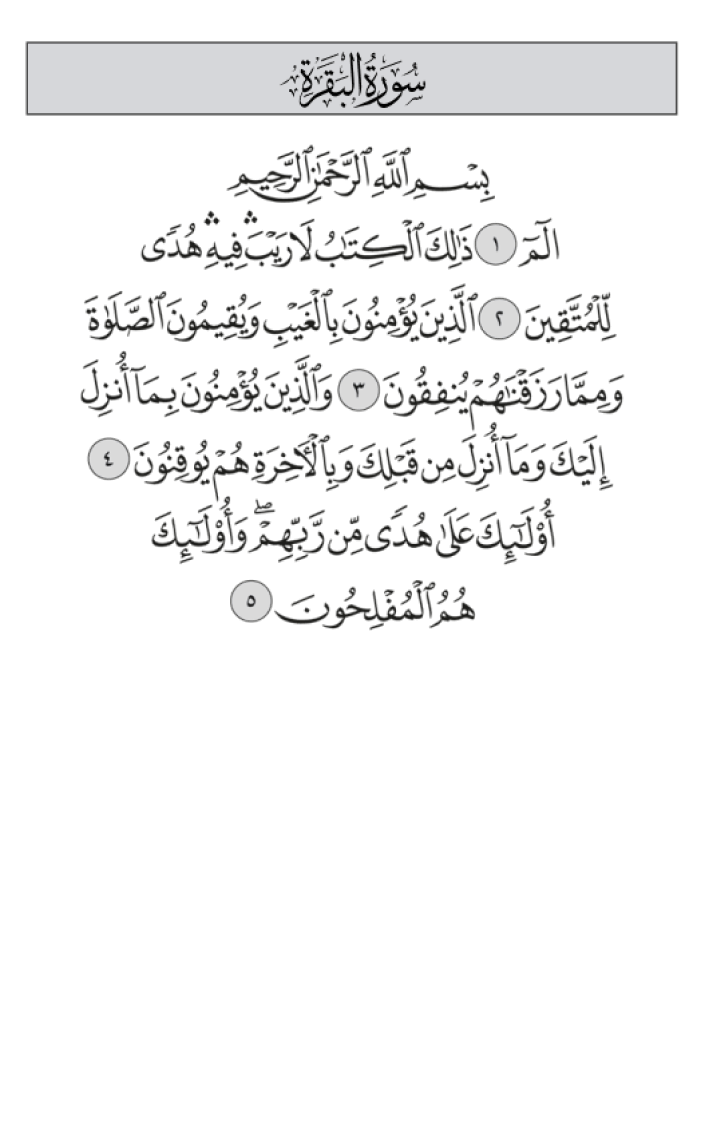 سُورَةُ البَقَرَةِ
بِسْمِ ٱللَّهِ ٱلرَّحْمَٰنِ ٱلرَّحِيمِ
الٓمٓ ١ ذَٰلِكَ ٱلْكِتَٰبُ لَا رَيْبَۛ فِيهِۛ هُدٗى
لِّلْمُتَّقِينَ ٢ ٱلَّذِينَ يُؤْمِنُونَ بِٱلْغَيْبِ وَيُقِيمُونَ ٱلصَّلَوٰةَ
وَمِمَّا رَزَقْنَٰهُمْ يُنفِقُونَ ٣ وَٱلَّذِينَ يُؤْمِنُونَ بِمَآ أُنزِلَ
إِلَيْكَ وَمَآ أُنزِلَ مِن قَبْلِكَ وَبِٱلْأٓخِرَةِ هُمْ يُوقِنُونَ ٤
أُوْلَٰٓئِكَ عَلَىٰ هُدٗى مِّن رَّبِّهِمْۖ وَأُوْلَٰٓئِكَ
هُمُ ٱلْمُفْلِحُونَ ٥